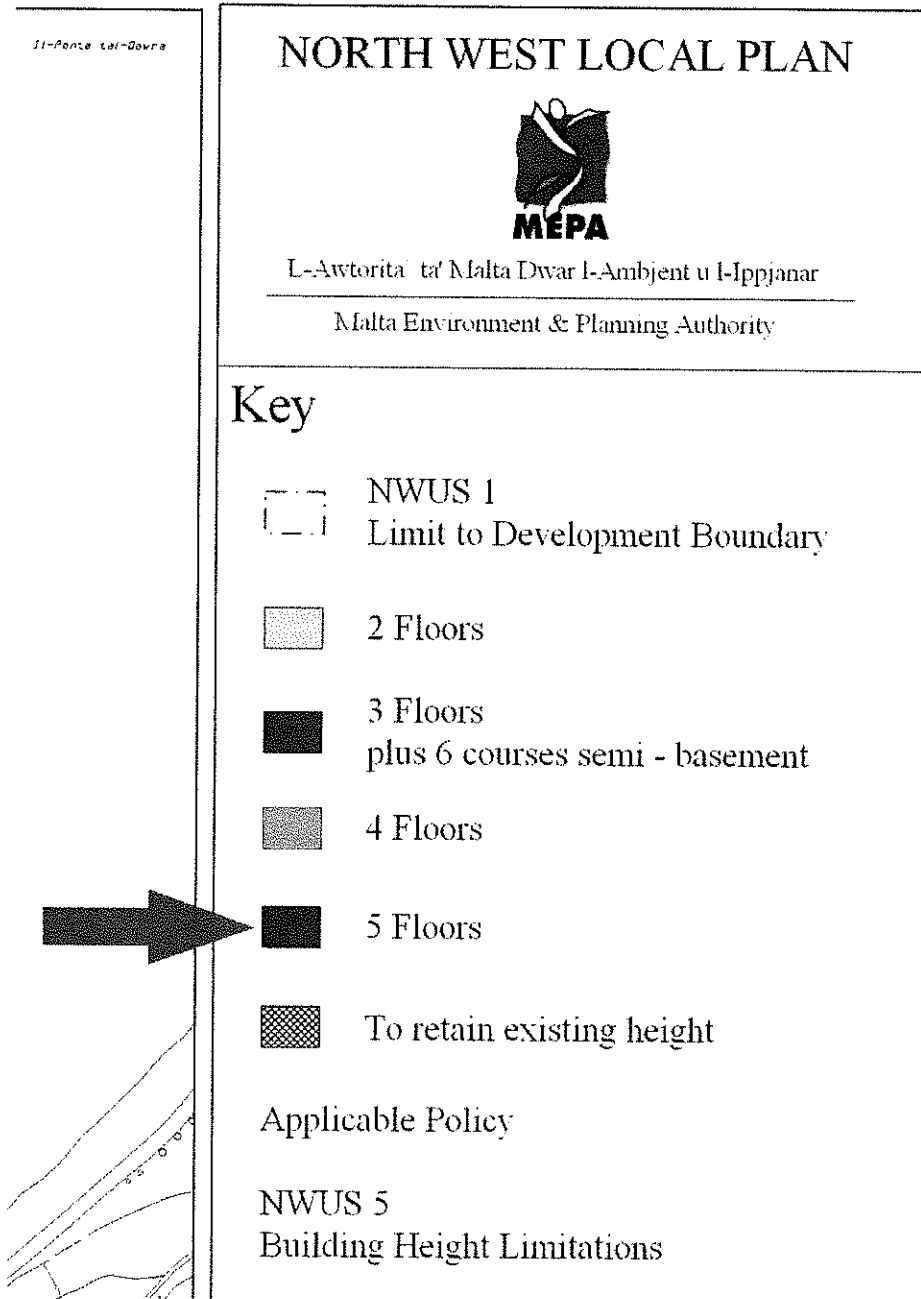 Il-Ponta tal-Qawra
NORTH WEST LOCAL PLAN
MEPA
L-Awtorita' ta' Malta Dwar l-Ambjent u l-Ippjanar
Malta Environment & Planning Authority
Key
NWUS 1
Limit to Development Boundary
2 Floors
3 Floors
plus 6 courses semi - basement
4 Floors
5 Floors
To retain existing height
Applicable Policy
NWUS 5
Building Height Limitations